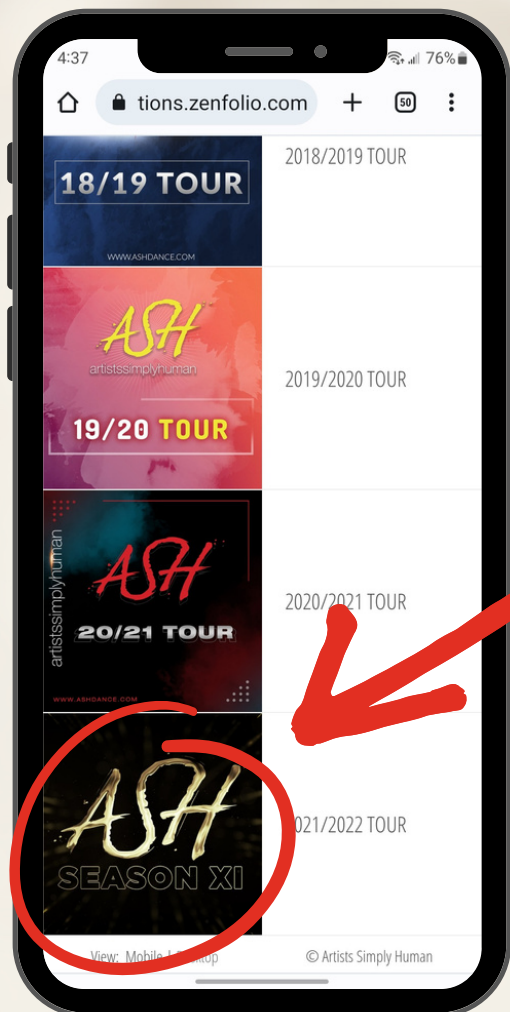 4:37
76%
tions.zenfolio.com
50
18/19 TOUR
WWW.ASHDANCE.COM
2018/2019 TOUR
ASH
artistssimplyhuman
19/20 TOUR
2019/2020 TOUR
artistssimplyhuman
ASH
20/21 TOUR
WWW.ASHDANCE.COM
2020/2021 TOUR
ASH
SEASON XI
021/2022 TOUR
View: Mobile |
© Artists Simply Human